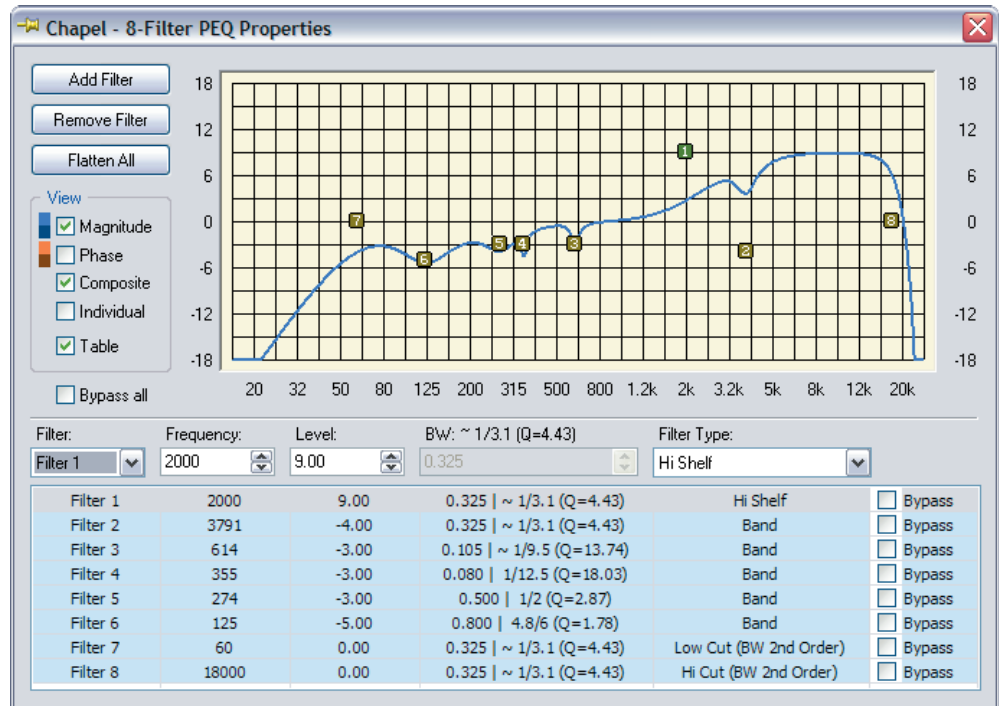 Chapel - 8-Filter PEQ Properties
Add Filter
Remove Filter
Flatten All
View
Magnitude
Phase
Composite
Individual
Table
Bypass all
18
12
6
0
-6
-12
-18
1
2
3
4
5
6
7
8
18
12
6
0
-6
-12
-18
20 32 50 80 125 200 315 500 800 1.2k 2k 3.2k 5k 8k 12k 20k
Filter: Frequency: Level: BW: ~ 1/3.1 (Q=4.43) Filter Type:
Filter 1 2000 9.00 0.325 Hi Shelf
Filter 1 2000 9.00 0.325 | ~ 1/3.1 (Q=4.43) Hi Shelf Bypass
Filter 2 3791 -4.00 0.325 | ~ 1/3.1 (Q=4.43) Band Bypass
Filter 3 614 -3.00 0.105 | ~ 1/9.5 (Q=13.74) Band Bypass
Filter 4 355 -3.00 0.080 | 1/12.5 (Q=18.03) Band Bypass
Filter 5 274 -3.00 0.500 | 1/2 (Q=2.87) Band Bypass
Filter 6 125 -5.00 0.800 | 4.8/6 (Q=1.78) Band Bypass
Filter 7 60 0.00 0.325 | ~ 1/3.1 (Q=4.43) Low Cut (BW 2nd Order) Bypass
Filter 8 18000 0.00 0.325 | ~ 1/3.1 (Q=4.43) Hi Cut (BW 2nd Order) Bypass